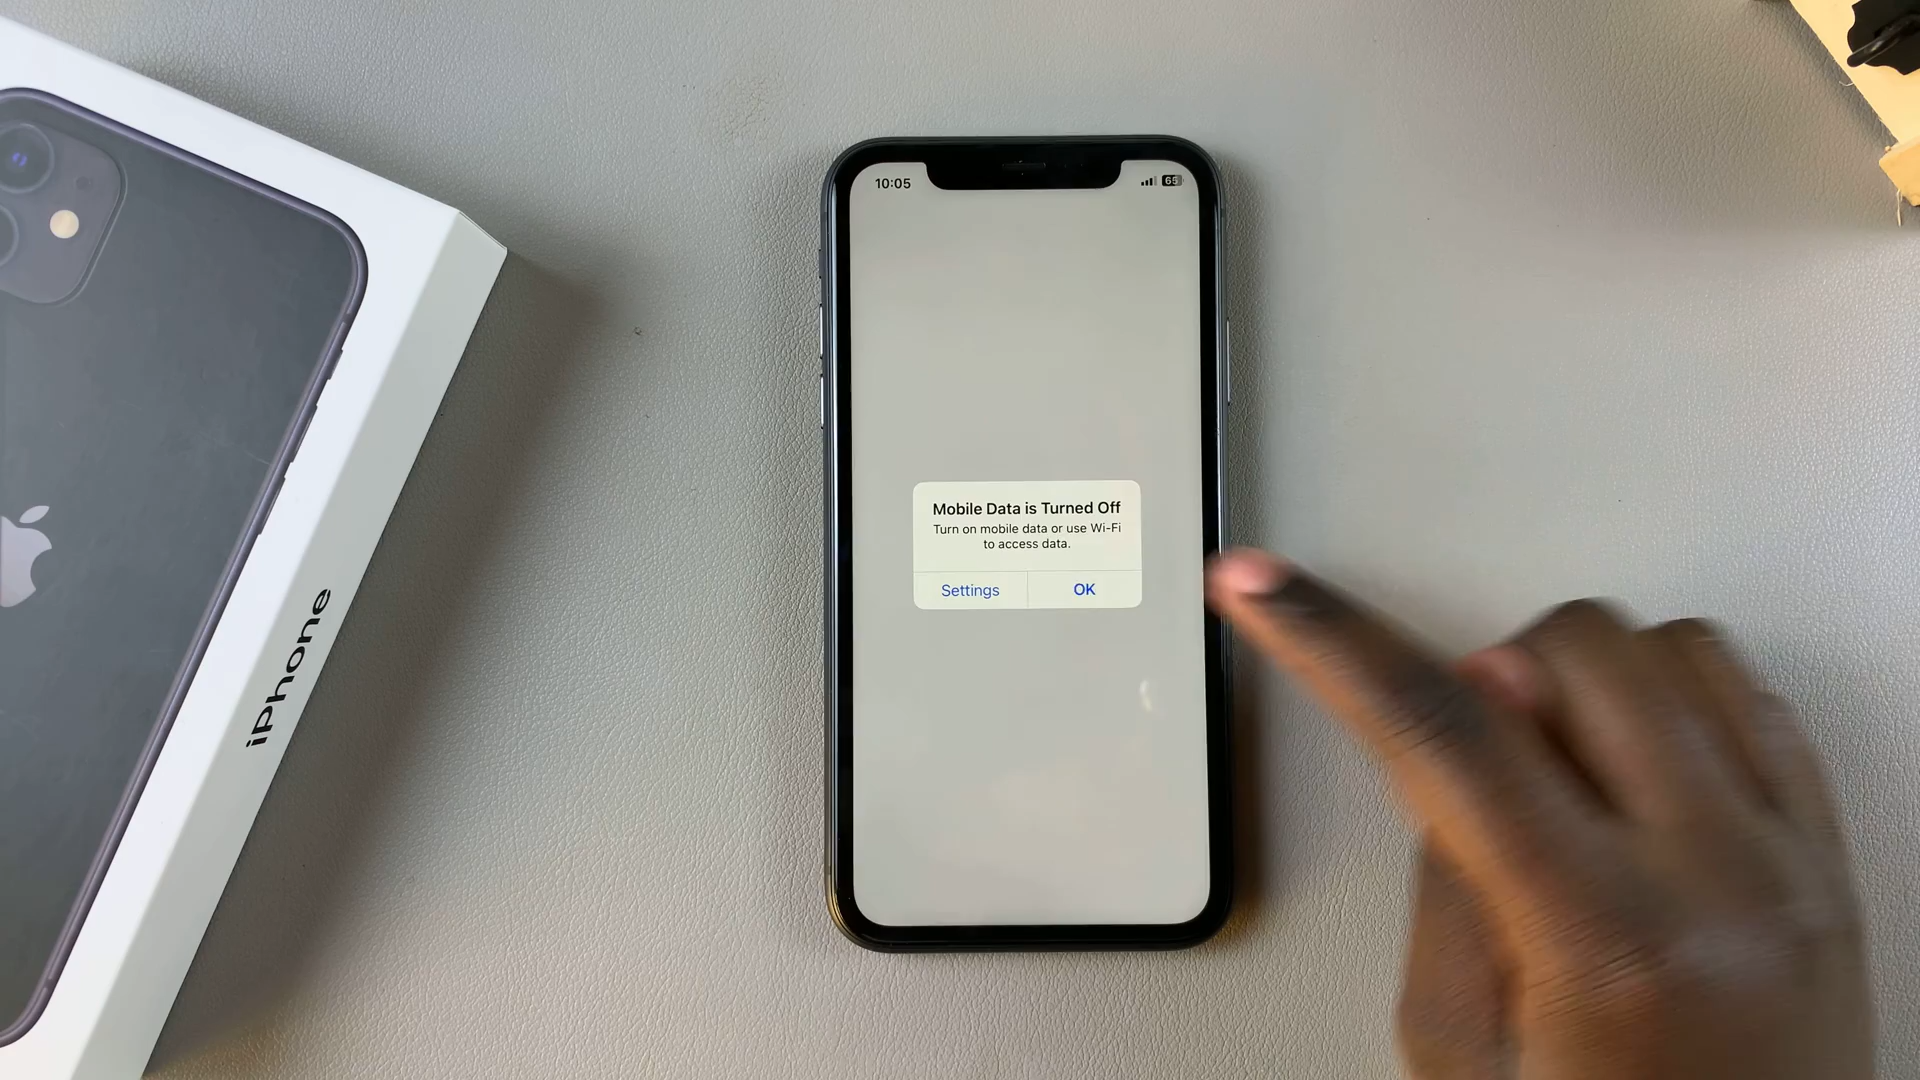 10:05
65
Mobile Data is Turned Off
Turn on mobile data or use Wi-Fi
to access data.
Settings
OK
iPhone